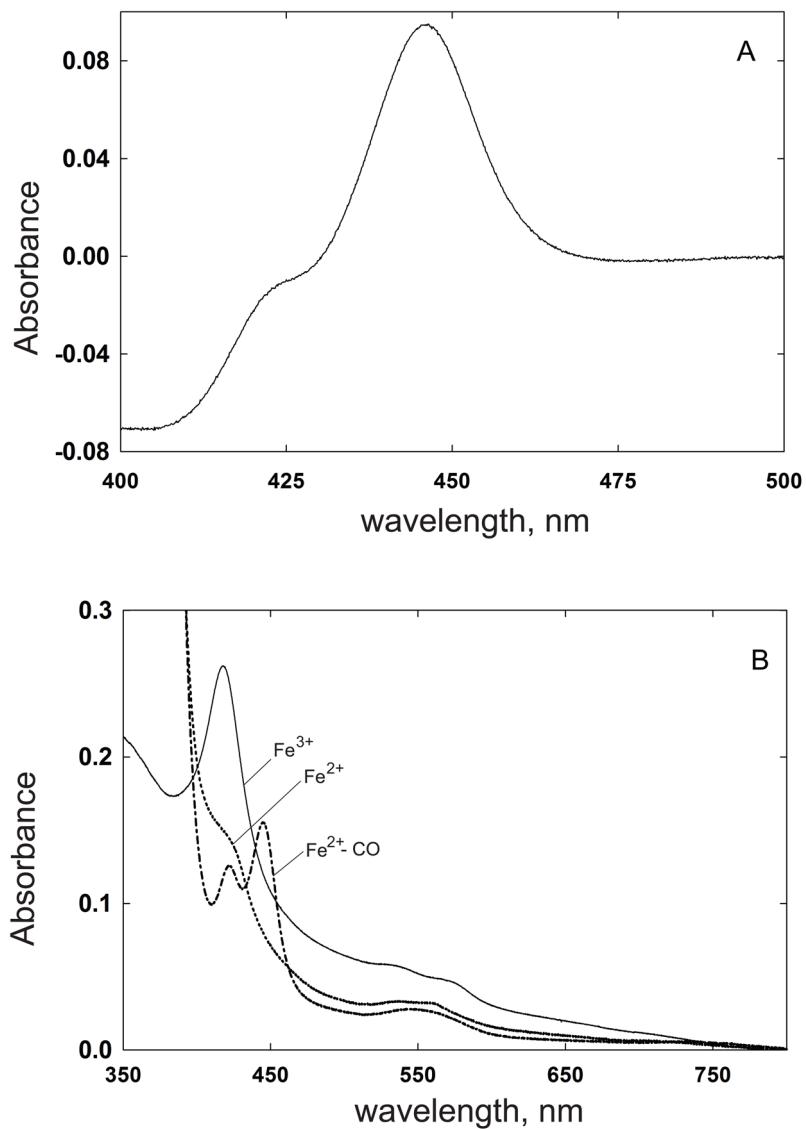 A
0.08
0.04
0.00
-0.04
-0.08
Absorbance
400 425 450 475 500
wavelength, nm
B
0.3
0.2
0.1
0.0
Absorbance
Fe3+
Fe2+
Fe2+- CO
350 450 550 650 750
wavelength, nm